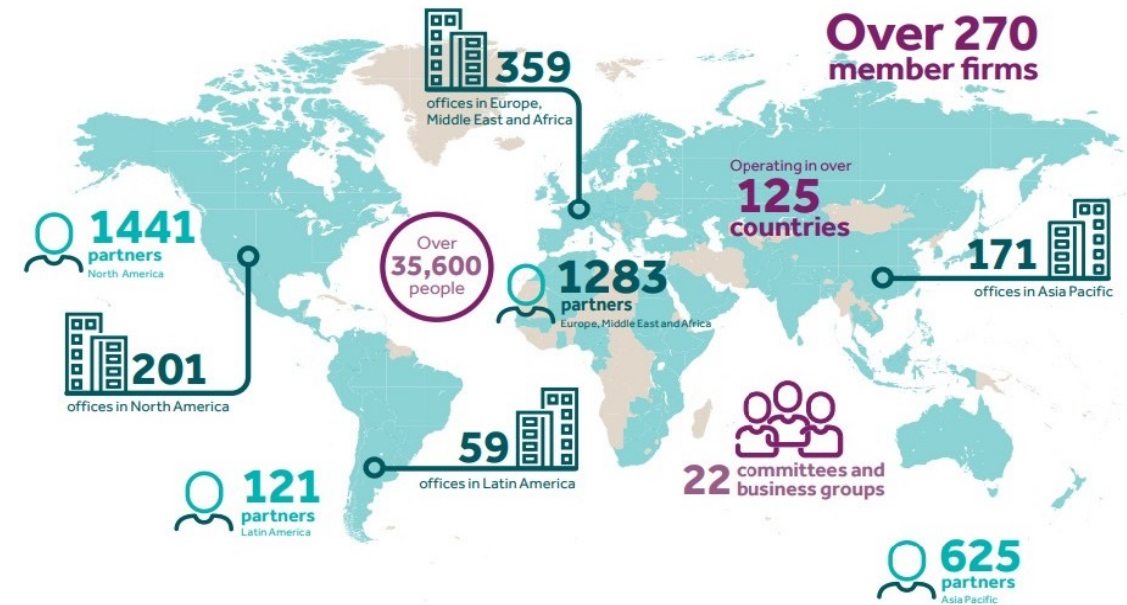 Over 270
member firms
359
offices in Europe,
Middle East and Africa
Operating in over
125
countries
1441
partners
North America
Over
35,600
people
1283
partners
Europe, Middle East and Africa
171
offices in Asia Pacific
201
offices in North America
59
offices in Latin America
22 committees and
business groups
121
partners
Latin America
625
partners
Asia Pacific